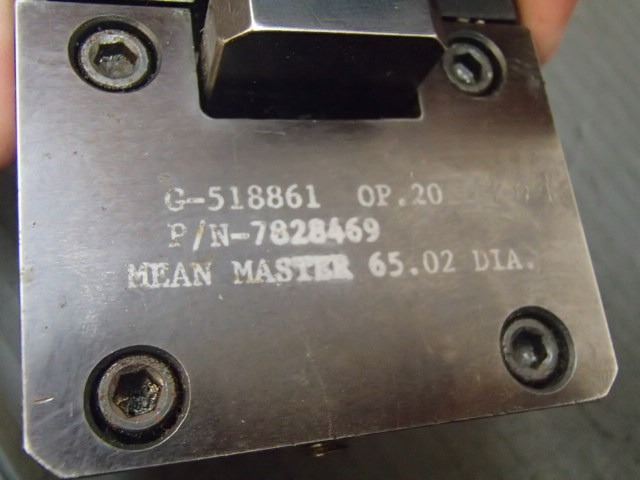 G-518861 OP.20
P/N-7828469
MEAN MASTER 65.02 DIA.